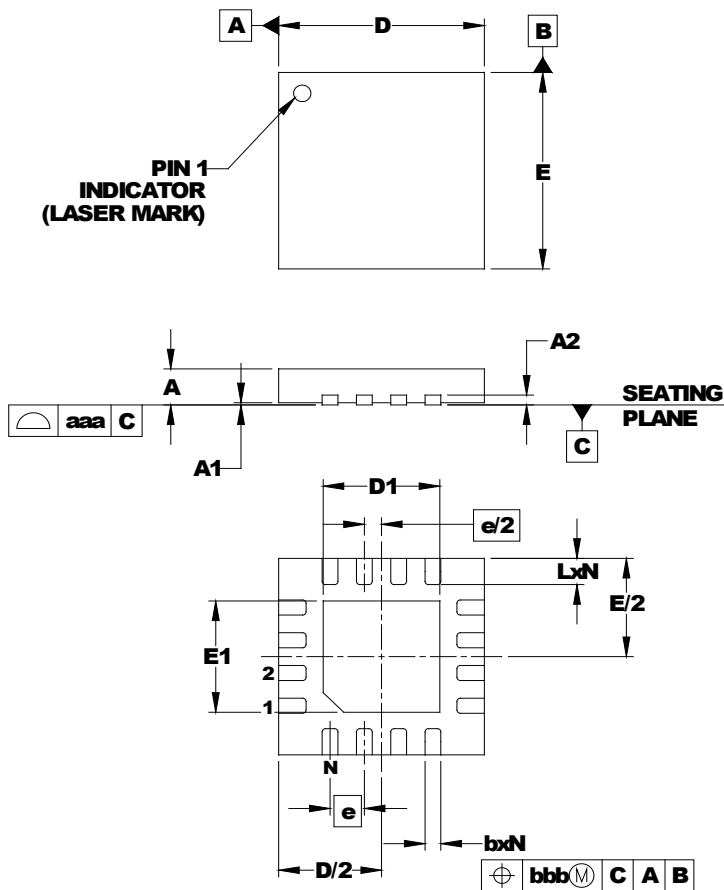 A
D
B
PIN 1
INDICATOR
(LASER MARK)
E
A2
A
SEATING
PLANE
aaa C
C
A1
D1
e/2
LxN
E/2
E1
2
1
N
e
bxN
D/2
bbb Ⓜ C A B